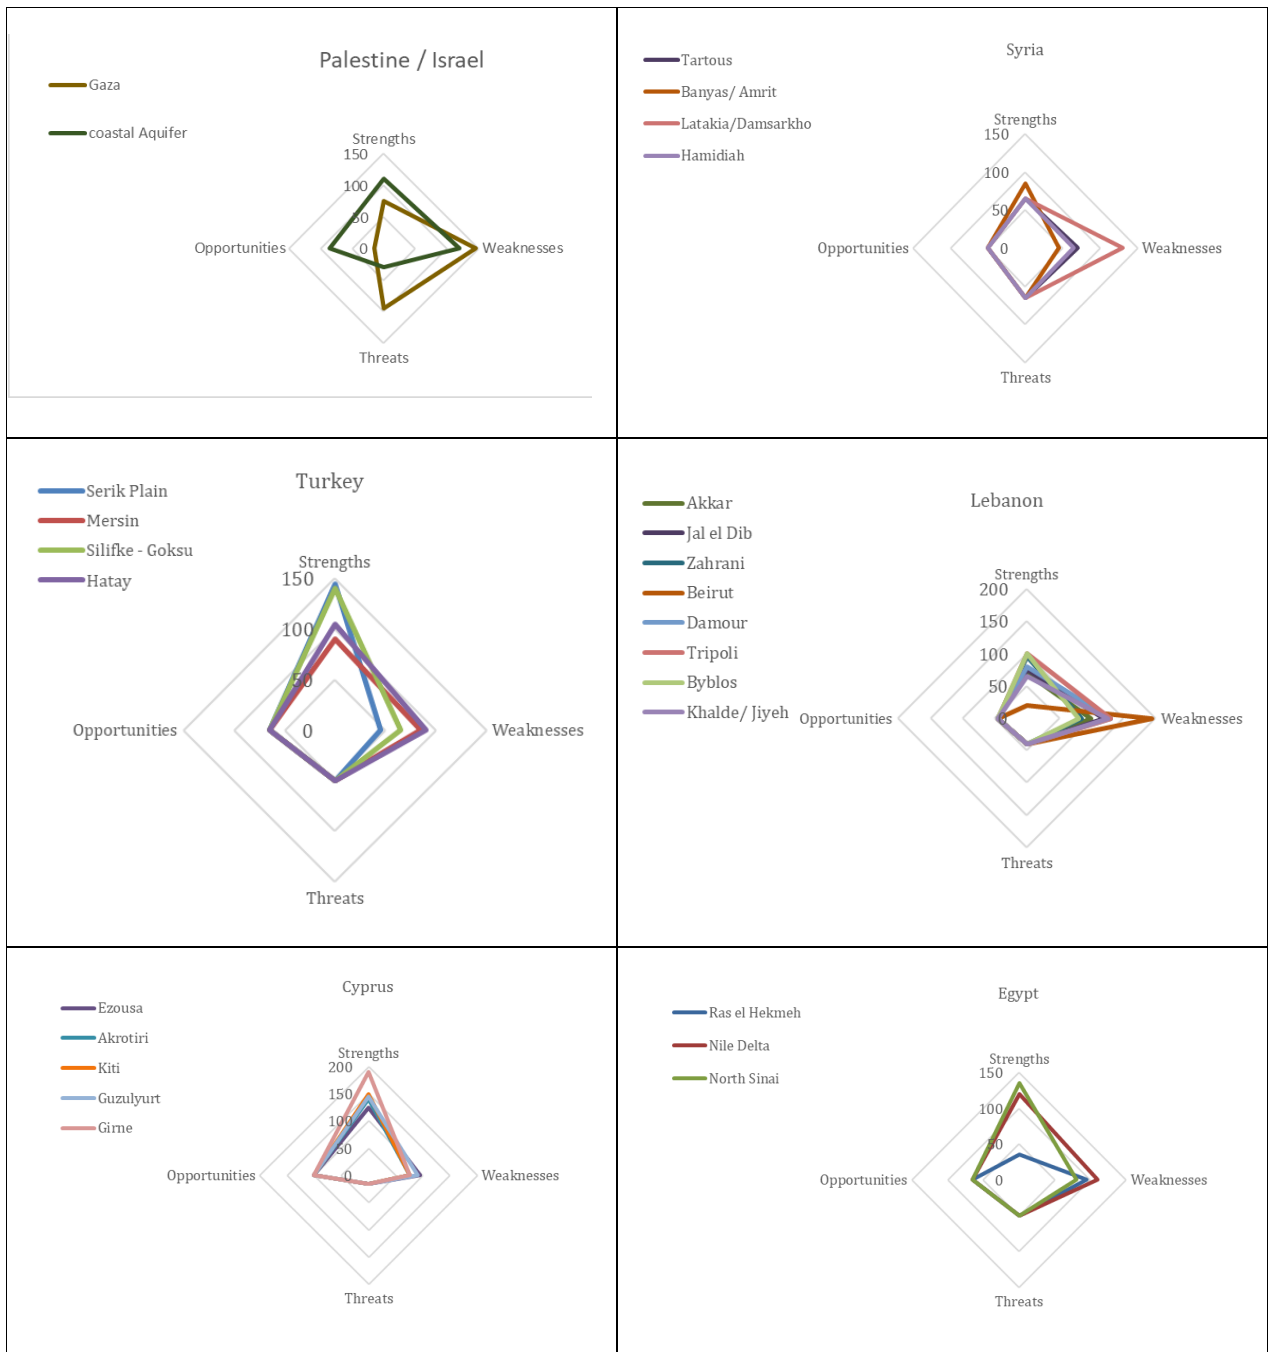 Palestine / Israel
Gaza
coastal Aquifer
Strengths
150
100
50
0
Opportunities
Weaknesses
Threats
Syria
Tartous
Banyas/ Amrit
Latakia/Damsarkho
Hamidiah
Strengths
150
100
50
0
Opportunities
Weaknesses
Threats
Turkey
Serik Plain
Mersin
Silifke - Goksu
Hatay
Strengths
150
100
50
0
Opportunities
Weaknesses
Threats
Lebanon
Akkar
Jal el Dib
Zahrani
Beirut
Damour
Tripoli
Byblos
Khalde/ Jiyeh
Strengths
200
150
100
50
0
Opportunities
Weaknesses
Threats
Cyprus
Ezousa
Akrotiri
Kiti
Guzulyurt
Girne
Strengths
200
150
100
50
0
Opportunities
Weaknesses
Threats
Egypt
Ras el Hekmeh
Nile Delta
North Sinai
Strengths
150
100
50
0
Opportunities
Weaknesses
Threats